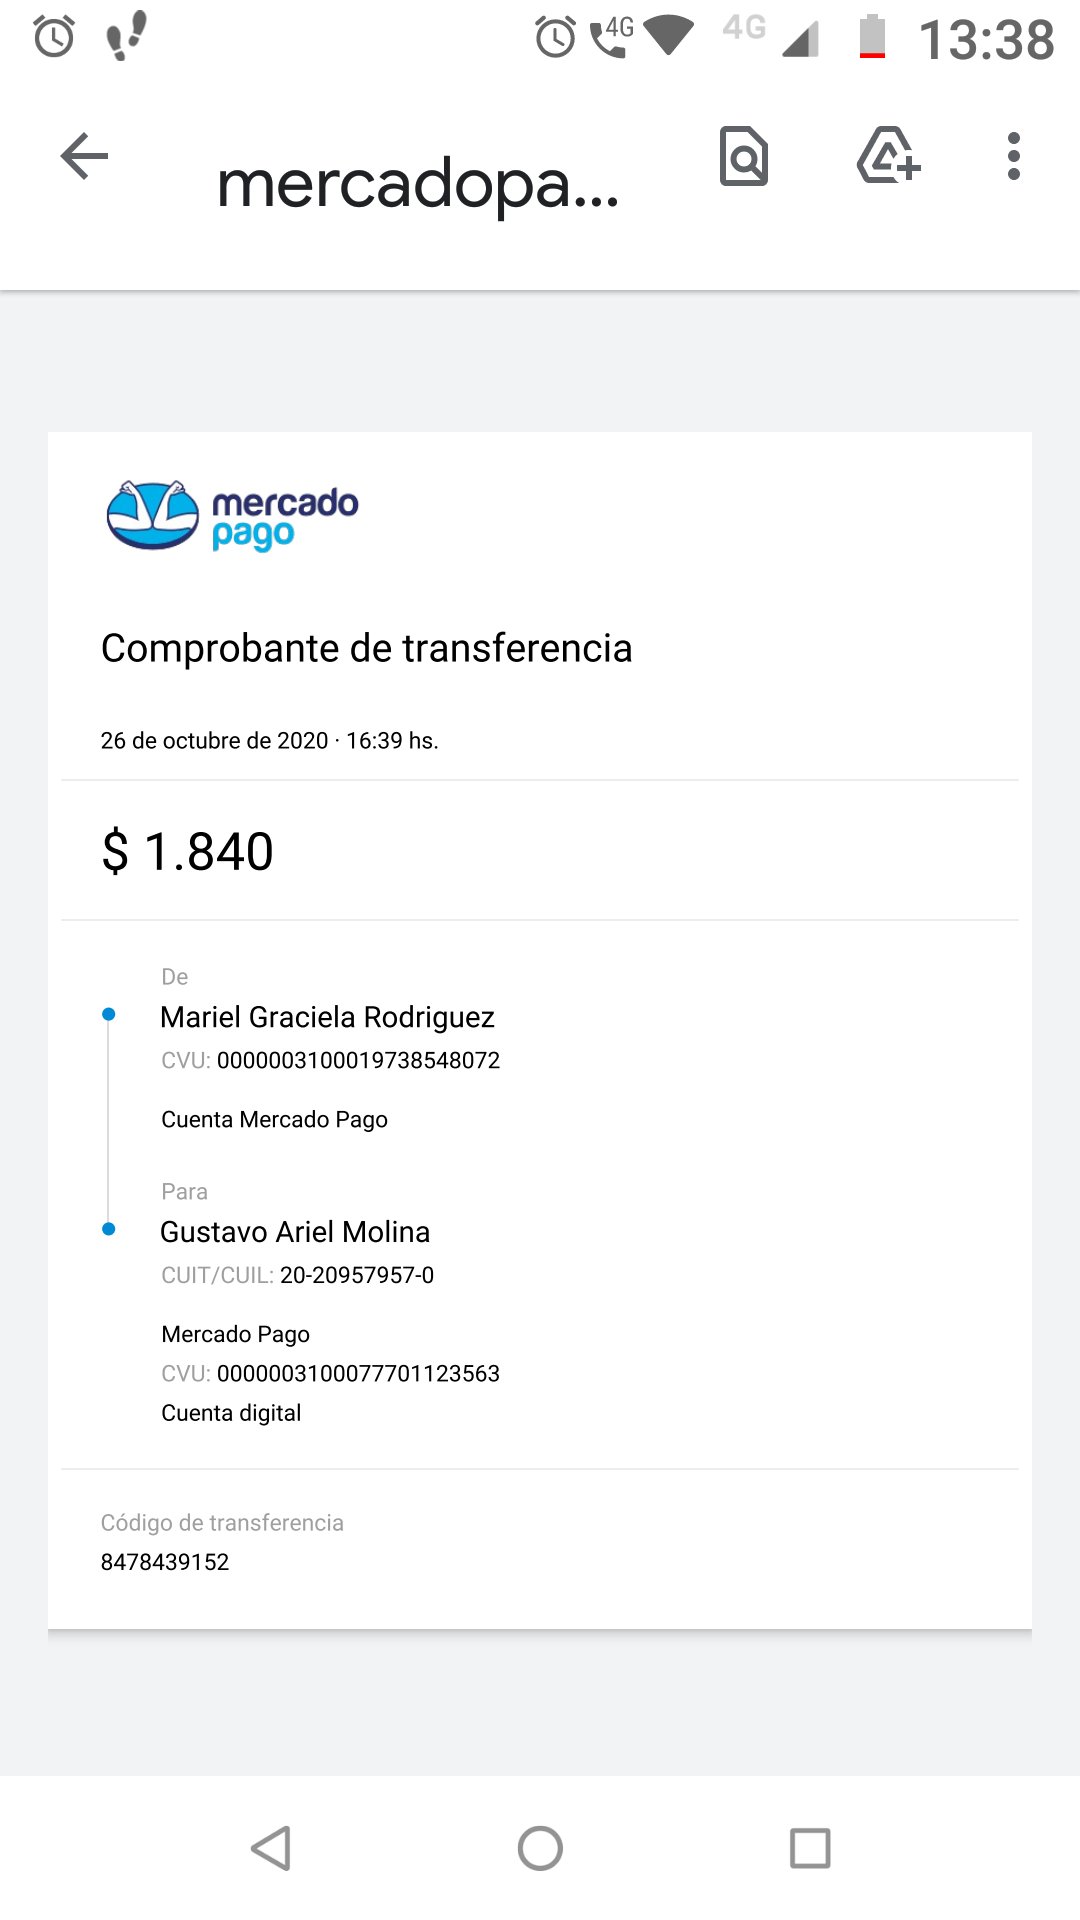 4G 4G 13:38
mercadopa...
mercado
pago
Comprobante de transferencia
26 de octubre de 2020 · 16:39 hs.
$ 1.840
De
Mariel Graciela Rodriguez
CVU: 0000003100019738548072
Cuenta Mercado Pago
Para
Gustavo Ariel Molina
CUIT/CUIL: 20-20957957-0
Mercado Pago
CVU: 0000003100077701123563
Cuenta digital
Código de transferencia
8478439152